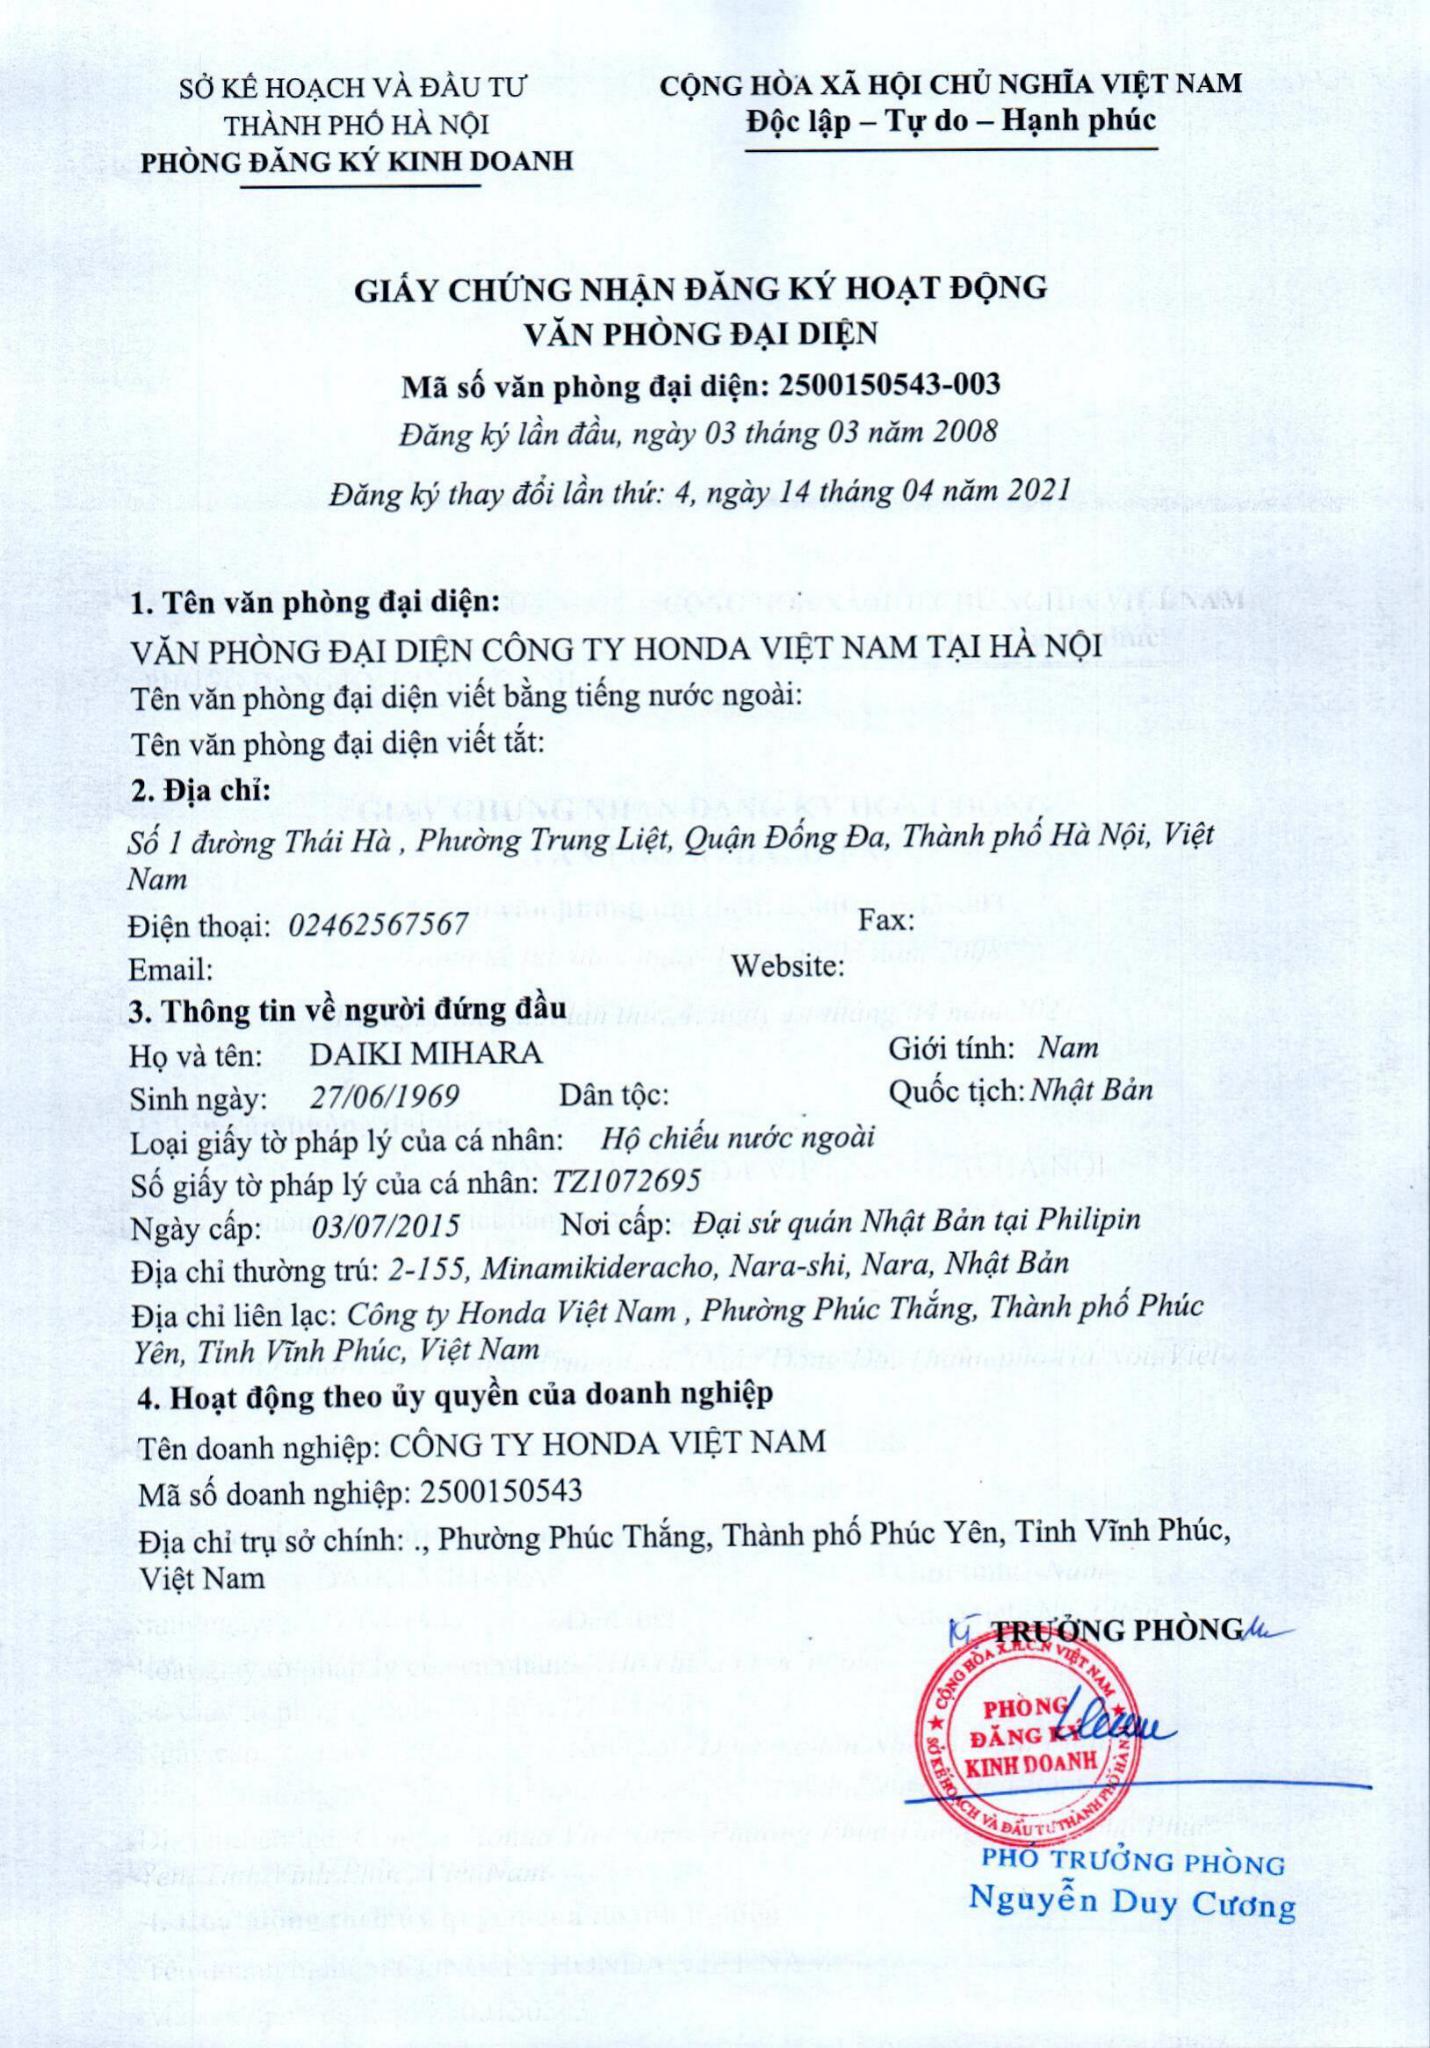 SỞ KẾ HOẠCH VÀ ĐẦU TƯ
THÀNH PHỐ HÀ NỘI
PHÒNG ĐĂNG KÝ KINH DOANH
CỘNG HÒA XÃ HỘI CHỦ NGHĨA VIỆT NAM
Độc lập – Tự do – Hạnh phúc
GIẤY CHỨNG NHẬN ĐĂNG KÝ HOẠT ĐỘNG
VĂN PHÒNG ĐẠI DIỆN
Mã số văn phòng đại diện: 2500150543-003
Đăng ký lần đầu, ngày 03 tháng 03 năm 2008
Đăng ký thay đổi lần thứ: 4, ngày 14 tháng 04 năm 2021
1. Tên văn phòng đại diện:
VĂN PHÒNG ĐẠI DIỆN CÔNG TY HONDA VIỆT NAM TẠI HÀ NỘI
Tên văn phòng đại diện viết bằng tiếng nước ngoài:
Tên văn phòng đại diện viết tắt:
2. Địa chỉ:
Số 1 đường Thái Hà , Phường Trung Liệt, Quận Đống Đa, Thành phố Hà Nội, Việt
Nam
Điện thoại: 02462567567 Fax:
Email: Website:
3. Thông tin về người đứng đầu
Họ và tên: DAIKI MIHARA Giới tính: Nam
Sinh ngày: 27/06/1969 Dân tộc: Quốc tịch: Nhật Bản
Loại giấy tờ pháp lý của cá nhân: Hộ chiếu nước ngoài
Số giấy tờ pháp lý của cá nhân: TZ1072695
Ngày cấp: 03/07/2015 Nơi cấp: Đại sứ quán Nhật Bản tại Philipin
Địa chỉ thường trú: 2-155, Minamikideracho, Nara-shi, Nara, Nhật Bản
Địa chỉ liên lạc: Công ty Honda Việt Nam , Phường Phúc Thắng, Thành phố Phúc
Yên, Tỉnh Vĩnh Phúc, Việt Nam
4. Hoạt động theo ủy quyền của doanh nghiệp
Tên doanh nghiệp: CÔNG TY HONDA VIỆT NAM
Mã số doanh nghiệp: 2500150543
Địa chỉ trụ sở chính: ., Phường Phúc Thắng, Thành phố Phúc Yên, Tỉnh Vĩnh Phúc,
Việt Nam
TRƯỞNG PHÒNG
CỘNG HÒA X.H.C.N VIỆT NAM
PHÒNG
ĐĂNG KÝ
KINH DOANH
SỞ KẾ HOẠCH VÀ ĐẦU TƯ THÀNH PHỐ HÀ NỘI
PHÓ TRƯỞNG PHÒNG
Nguyễn Duy Cương